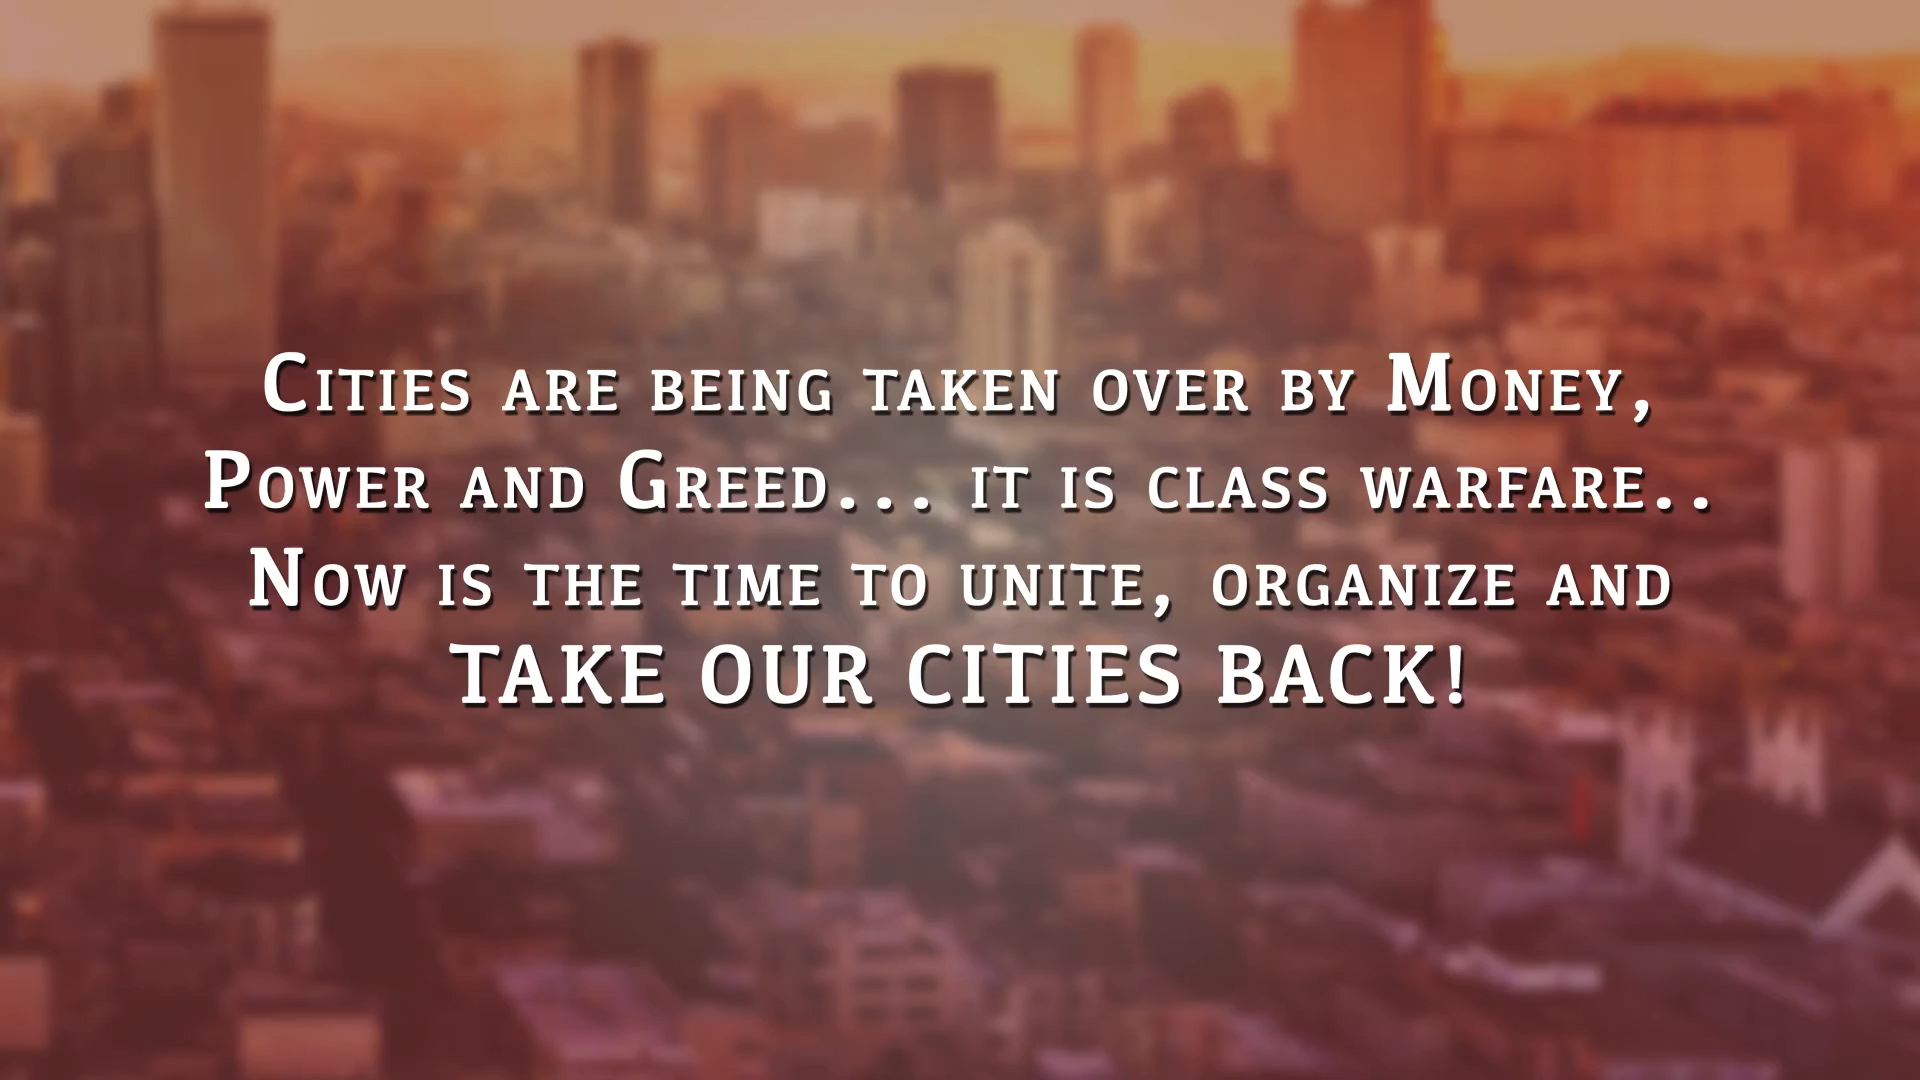 Cities are being taken over by Money,
Power and Greed... it is class warfare..
Now is the time to unite, organize and
TAKE OUR CITIES BACK!